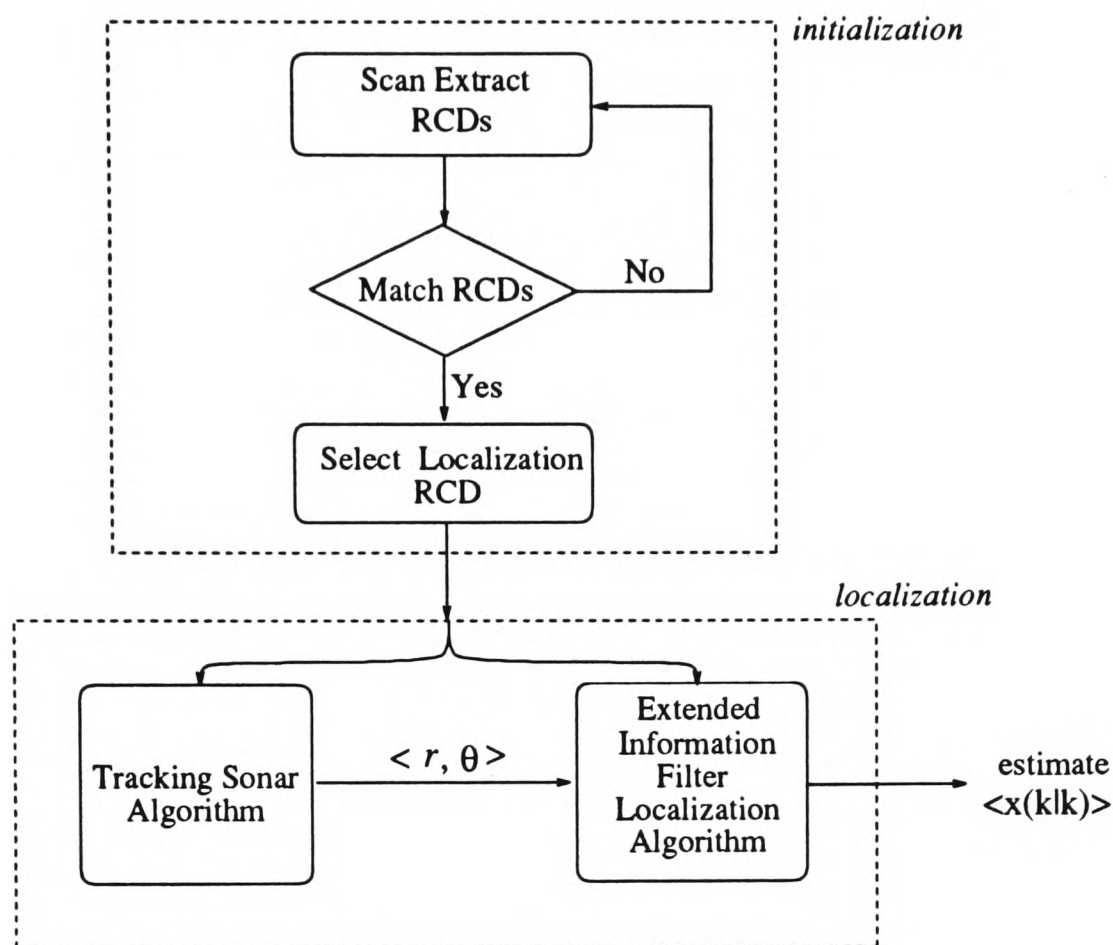 initialization
Scan Extract
RCDs
Match RCDs
No
Yes
Select Localization
RCD
localization
Tracking Sonar
Algorithm
< r, θ >
Extended
Information
Filter
Localization
Algorithm
estimate
<x(k|k)>